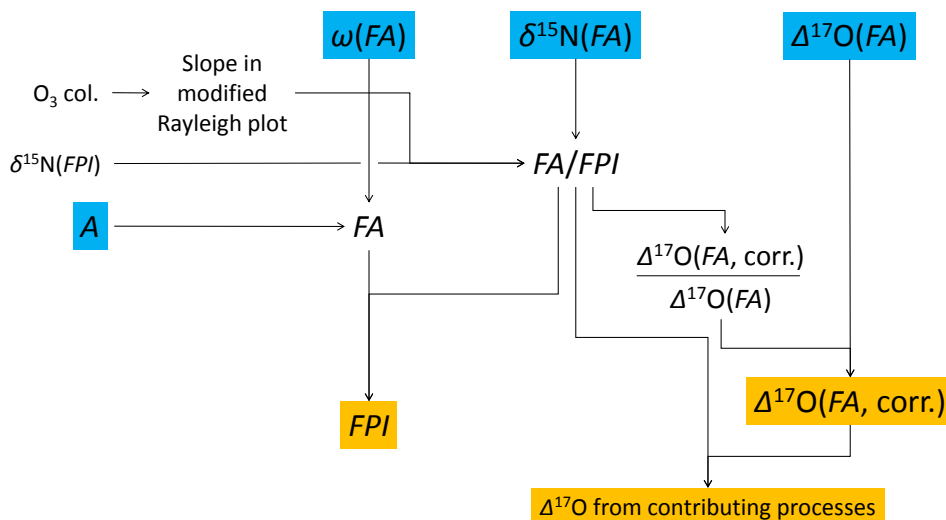 ω(FA)
δ¹⁵N(FA)
Δ¹⁷O(FA)
O₃ col.
Slope in
modified
Rayleigh plot
δ¹⁵N(FPI)
FA/FPI
A
FA
Δ¹⁷O(FA, corr.)
Δ¹⁷O(FA)
Δ¹⁷O(FA, corr.)
FPI
Δ¹⁷O from contributing processes